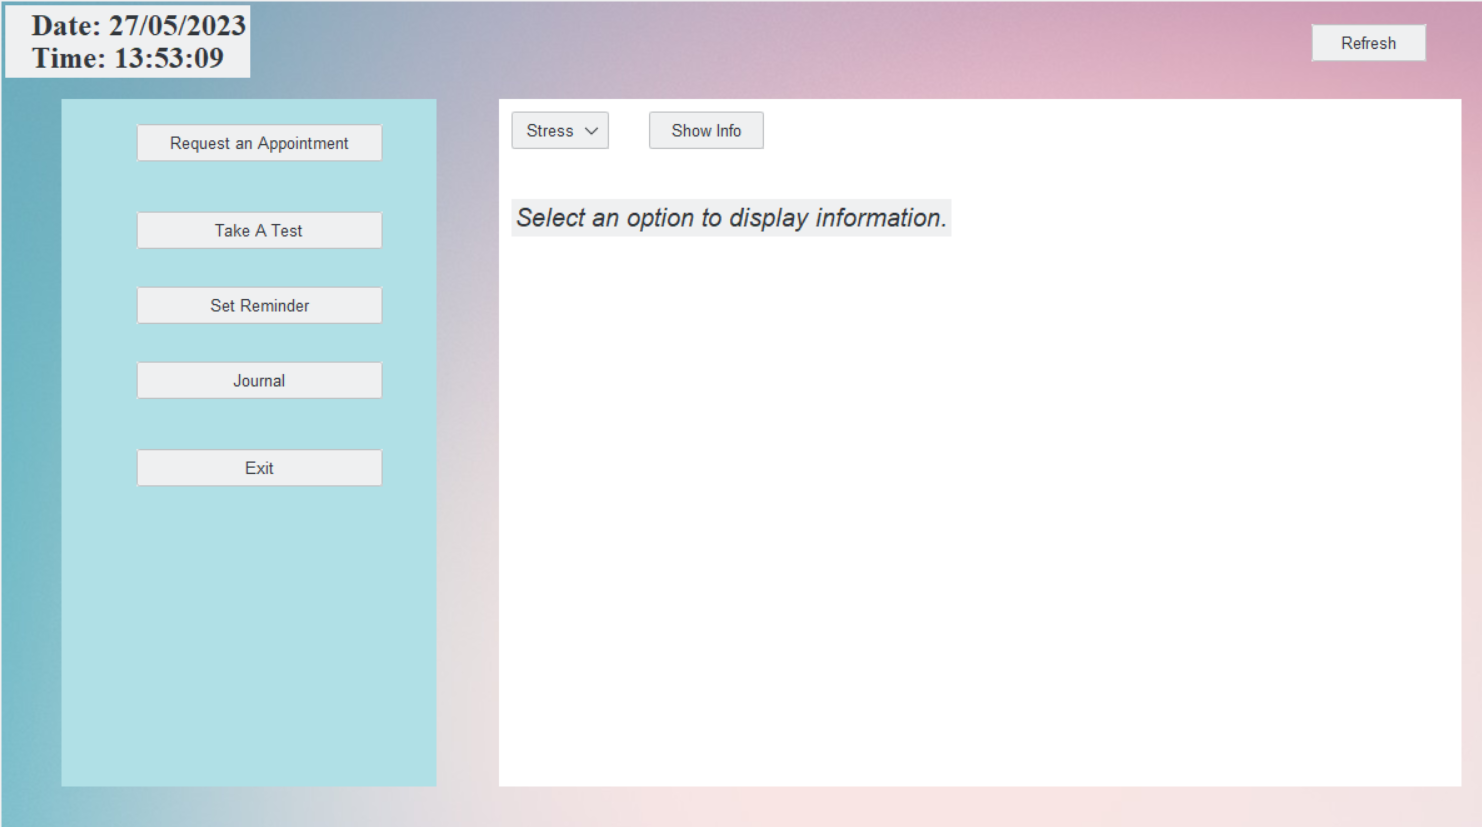 Date: 27/05/2023
Time: 13:53:09
Refresh
Request an Appointment
Take A Test
Set Reminder
Journal
Exit
Stress
Show Info
Select an option to display information.